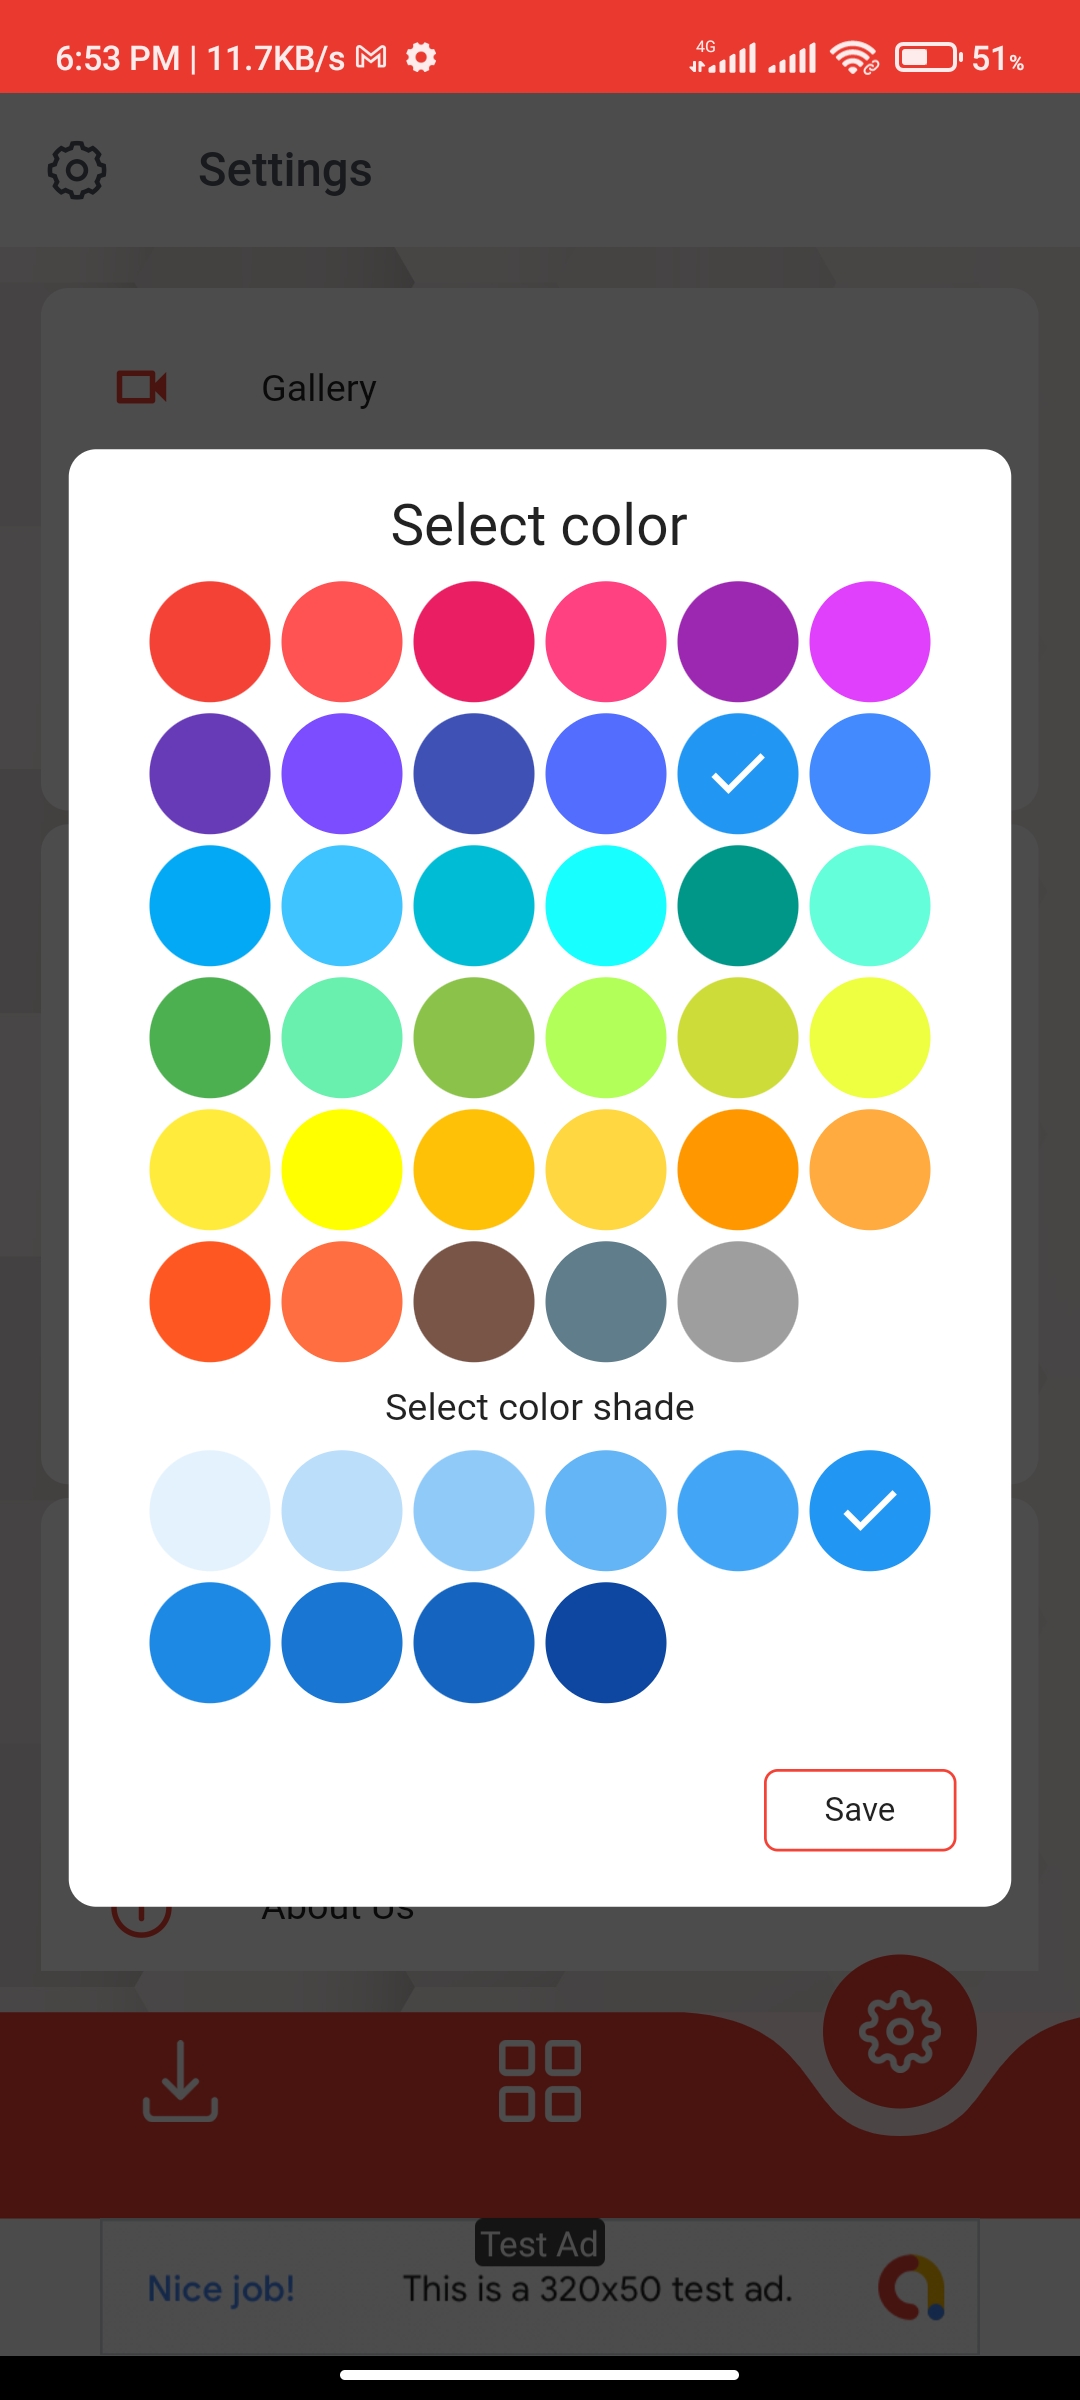 6:53 PM | 11.7KB/s 4G 51%
Settings
Gallery
Select color
Select color shade
Save
About Us
Test Ad
Nice job! This is a 320x50 test ad.